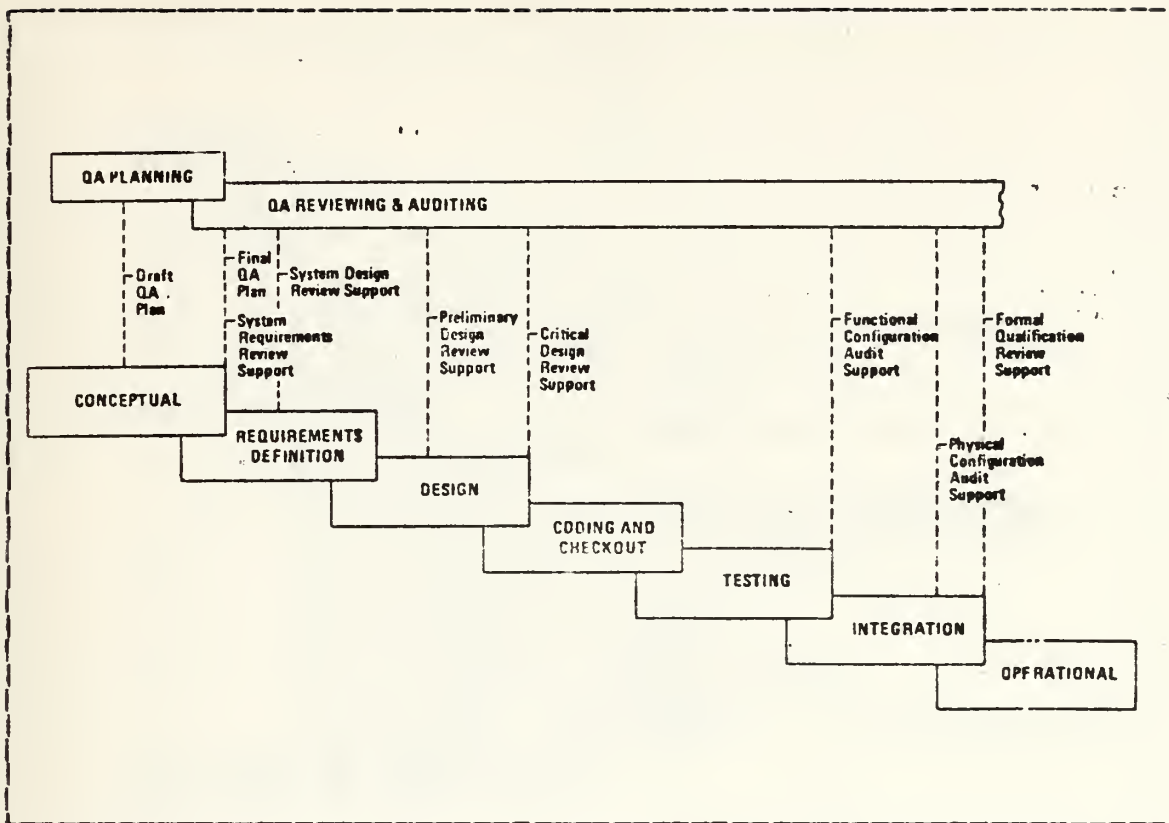 QA PLANNING
QA REVIEWING & AUDITING
Draft
QA
Plan
Final
QA
Plan
System
Requirements
Review
Support
System Design
Review Support
Preliminary
Design
Review
Support
Critical
Design
Review
Support
Functional
Configuration
Audit
Support
Formal
Qualification
Review
Support
Physical
Configuration
Audit
Support
CONCEPTUAL
REQUIREMENTS
DEFINITION
DESIGN
CODING AND
CHECKOUT
TESTING
INTEGRATION
OPERATIONAL